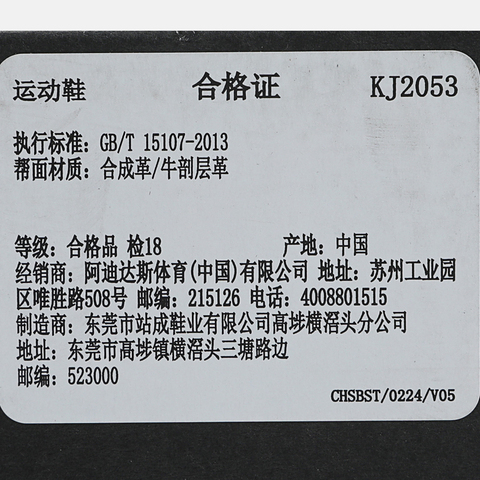 运动鞋 合格证 KJ2053
执行标准: GB/T 15107-2013
帮面材质: 合成革/牛剖层革
等级: 合格品 检18 产地: 中国
经销商: 阿迪达斯体育(中国)有限公司 地址: 苏州工业园
区唯胜路508号 邮编: 215126 电话: 4008801515
制造商: 东莞市站成鞋业有限公司高埗横滘头分公司
地址: 东莞市高埗镇横滘头三塘路边
邮编: 523000
CHSBST/0224/V05